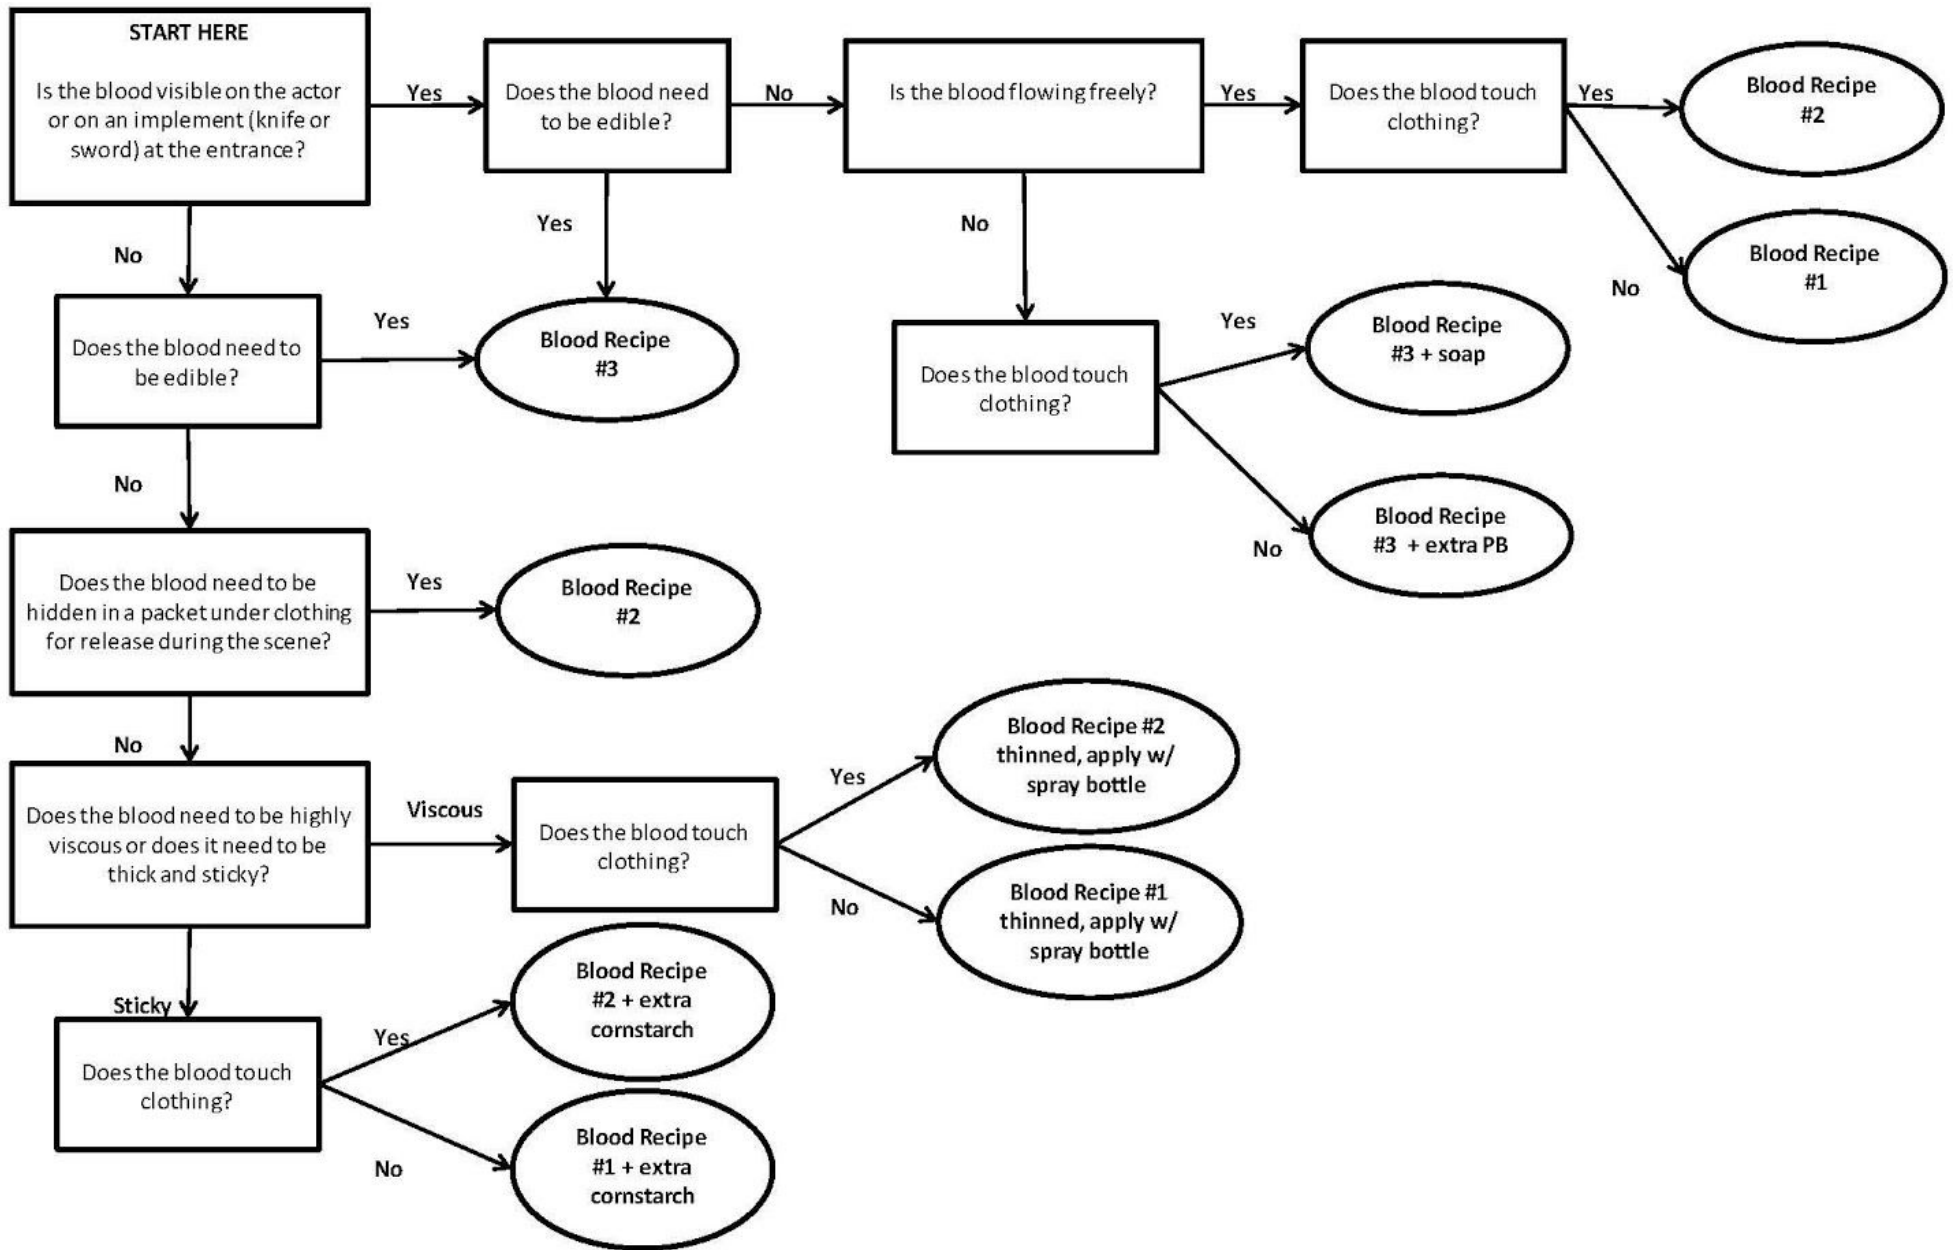 START HERE
Is the blood visible on the actor
or on an implement (knife or
sword) at the entrance?
Yes
Does the blood need
to be edible?
No
Is the blood flowing freely?
Yes
Does the blood touch
clothing?
Yes
Blood Recipe
#2
No
Blood Recipe
#1
Yes
Blood Recipe
#3
No
Does the blood touch
clothing?
Yes
Blood Recipe
#3 + soap
No
Blood Recipe
#3 + extra PB
No
Does the blood need to
be edible?
Yes
No
Does the blood need to be
hidden in a packet under clothing
for release during the scene?
Yes
Blood Recipe
#2
No
Does the blood need to be highly
viscous or does it need to be
thick and sticky?
Viscous
Does the blood touch
clothing?
Yes
Blood Recipe #2
thinned, apply w/
spray bottle
No
Blood Recipe #1
thinned, apply w/
spray bottle
Sticky
Does the blood touch
clothing?
Yes
Blood Recipe
#2 + extra
cornstarch
No
Blood Recipe
#1 + extra
cornstarch